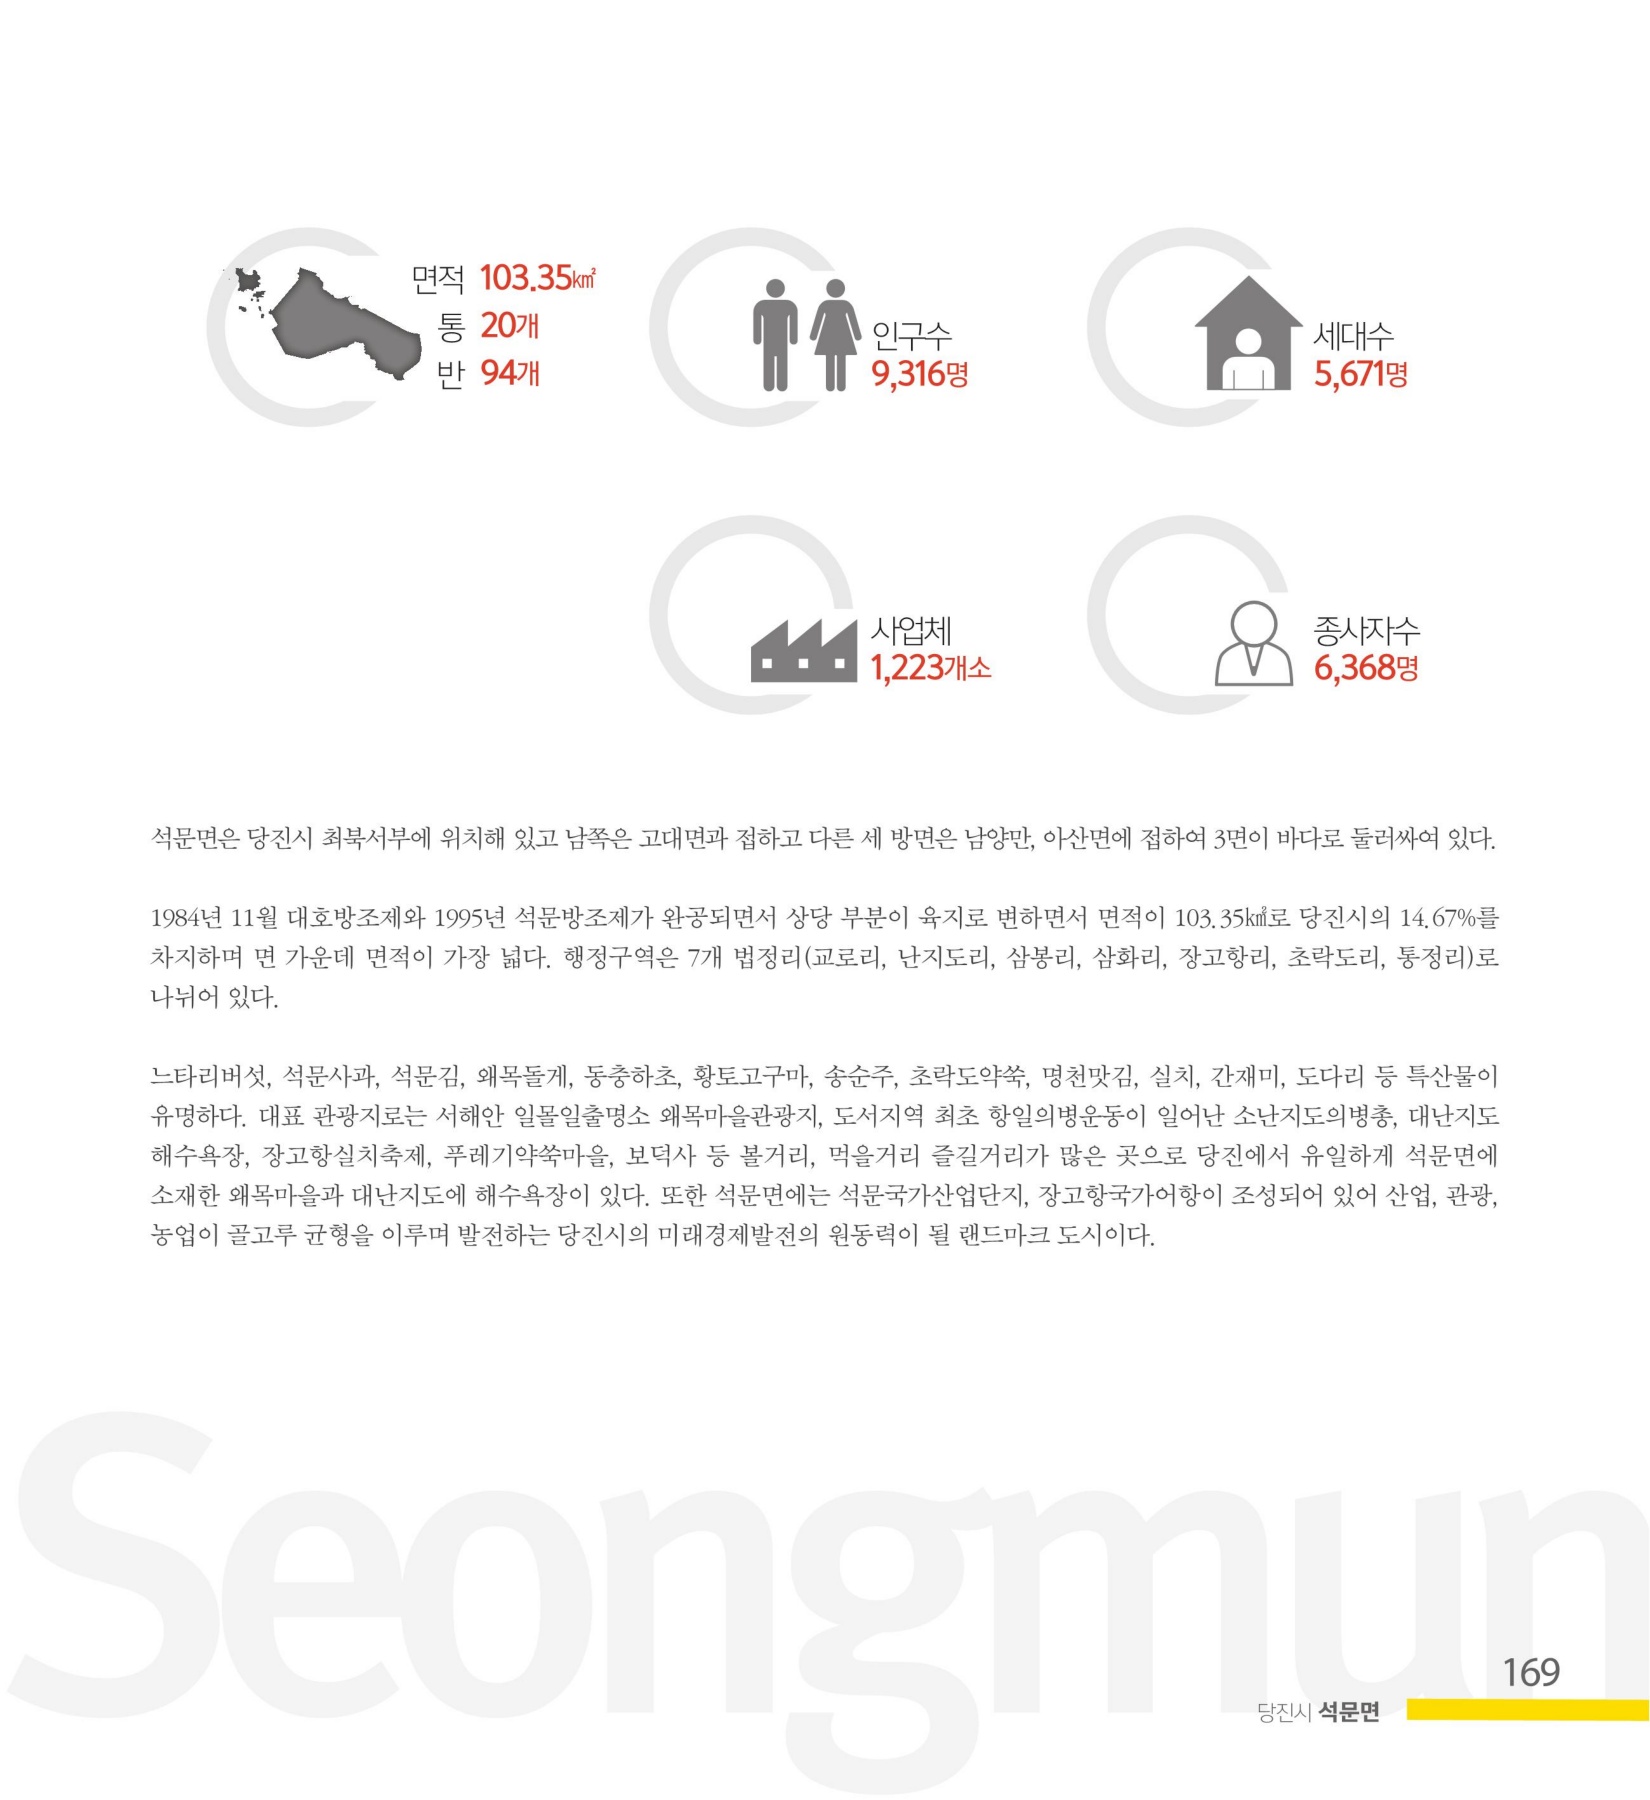 면적 103.35㎢
통 20개
반 94개
인구수
9,316명
세대수
5,671명
사업체
1,223개소
종사자수
6,368명
석문면은 당진시 최북서부에 위치해 있고 남쪽은 고대면과 접하고 다른 세 방면은 남양만, 아산면에 접하여 3면이 바다로 둘러싸여 있다.
1984년 11월 대호방조제와 1995년 석문방조제가 완공되면서 상당 부분이 육지로 변하면서 면적이 103.35㎢로 당진시의 14.67%를
차지하며 면 가운데 면적이 가장 넓다. 행정구역은 7개 법정리(교로리, 난지도리, 삼봉리, 삼화리, 장고항리, 초락도리, 통정리)로
나뉘어 있다.
느타리버섯, 석문사과, 석문김, 왜목돌게, 동충하초, 황토고구마, 송순주, 초락도약쑥, 명천맛김, 실치, 간재미, 도다리 등 특산물이
유명하다. 대표 관광지로는 서해안 일몰일출명소 왜목마을관광지, 도서지역 최초 항일의병운동이 일어난 소난지도의병총, 대난지도
해수욕장, 장고항실치축제, 푸레기약쑥마을, 보덕사 등 볼거리, 먹을거리 즐길거리가 많은 곳으로 당진에서 유일하게 석문면에
소재한 왜목마을과 대난지도에 해수욕장이 있다. 또한 석문면에는 석문국가산업단지, 장고항국가어항이 조성되어 있어 산업, 관광,
농업이 골고루 균형을 이루며 발전하는 당진시의 미래경제발전의 원동력이 될 랜드마크 도시이다.
Seongmun
169
당진시 석문면